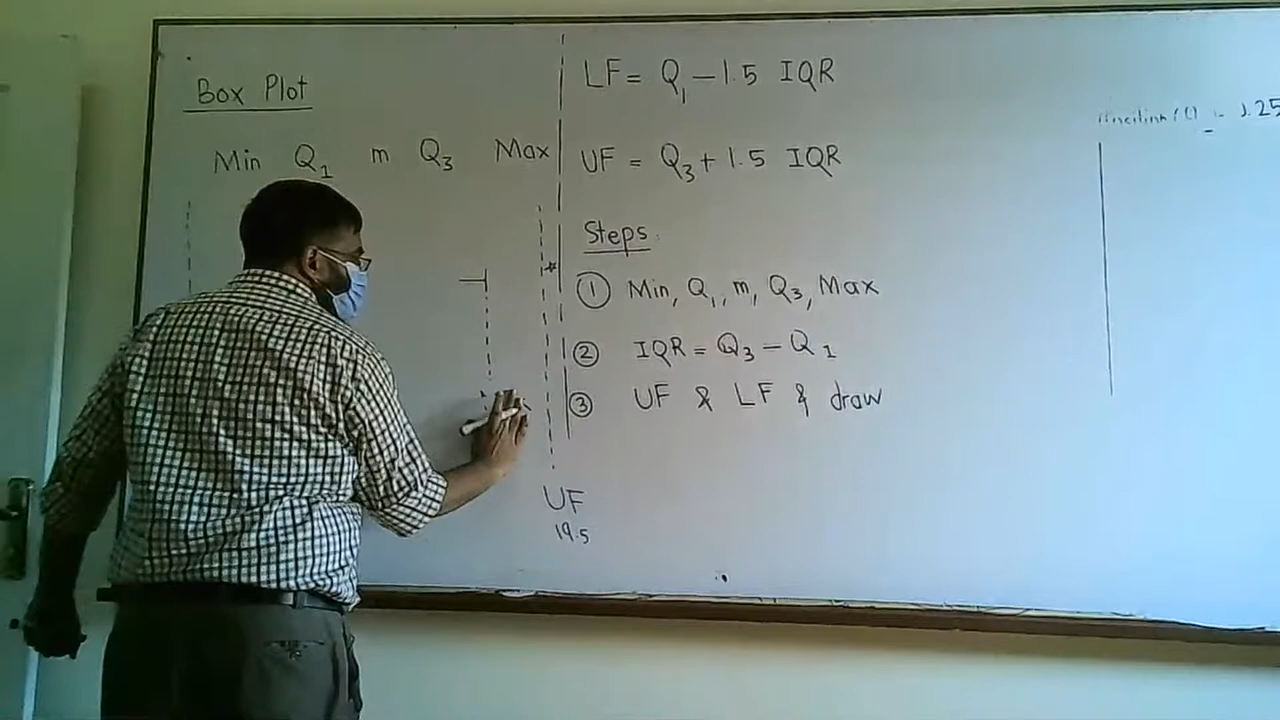 Box Plot
Min Q₁ m Q₃ Max
UF
19.5
LF = Q₁ – 1.5 IQR
UF = Q₃ + 1.5 IQR
Steps
① Min, Q₁, m, Q₃, Max
② IQR = Q₃ – Q₁
③ UF & LF & draw